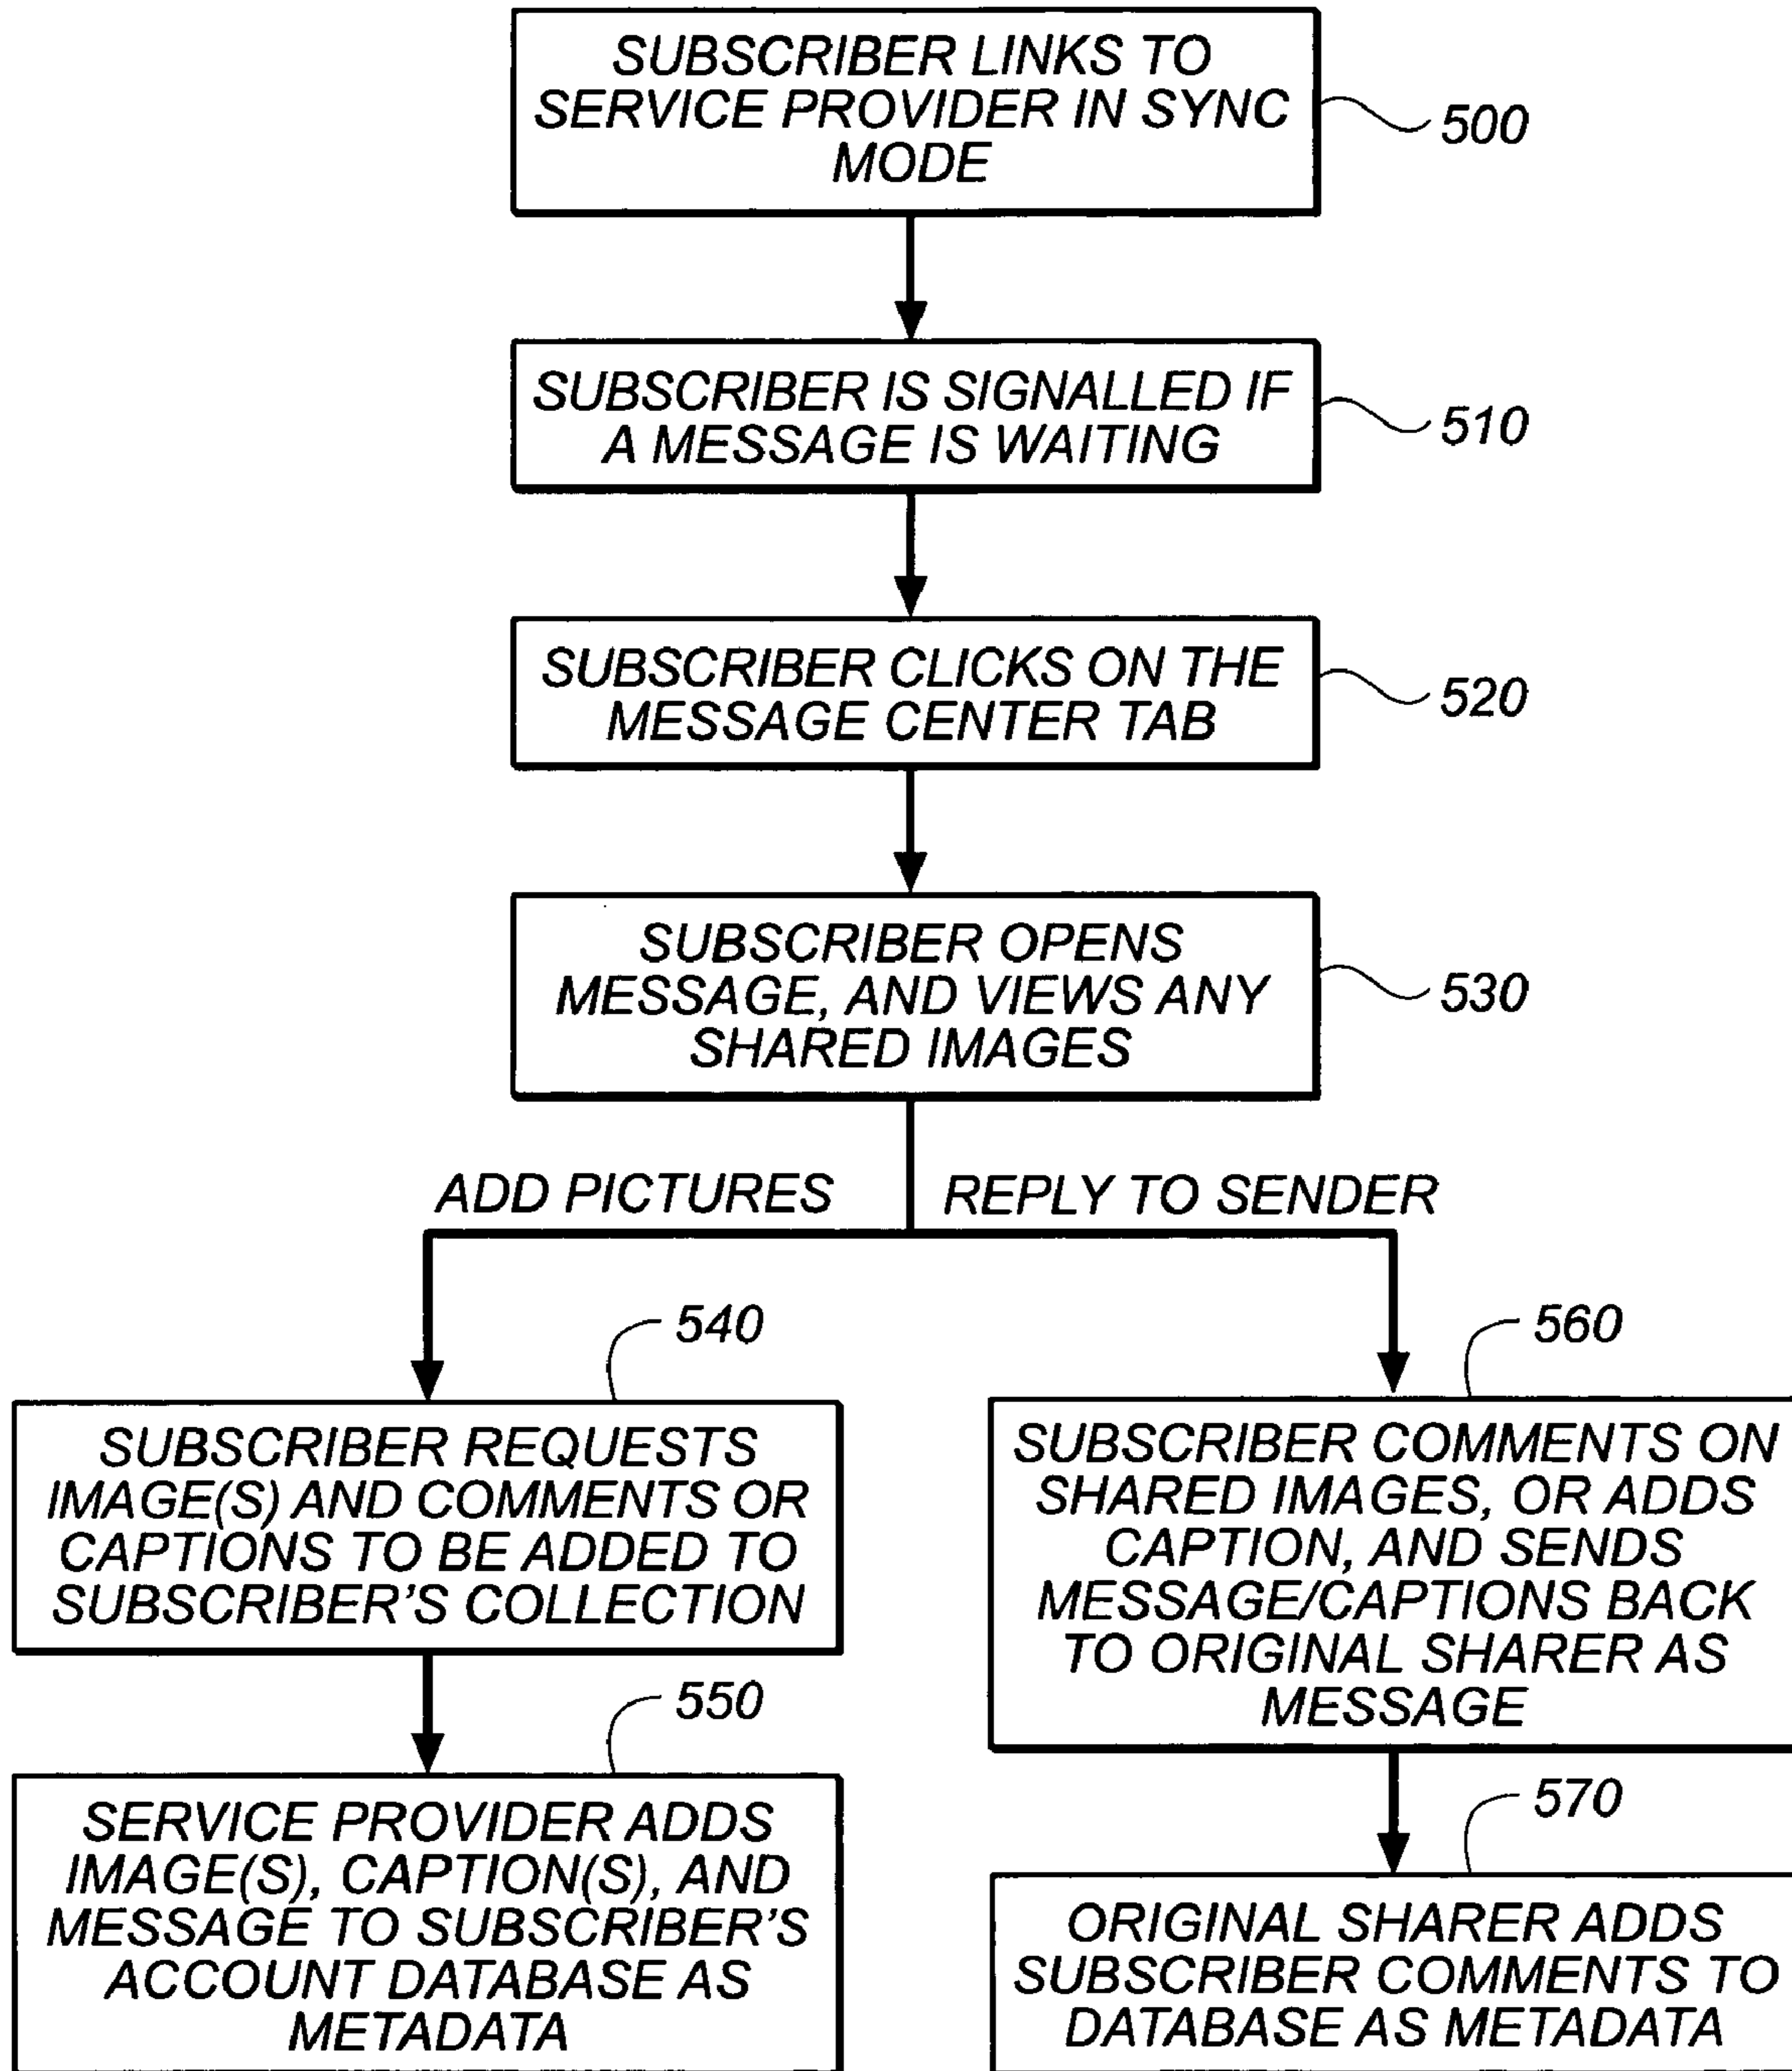 SUBSCRIBER LINKS TO
SERVICE PROVIDER IN SYNC
MODE
500
SUBSCRIBER IS SIGNALLED IF
A MESSAGE IS WAITING
510
SUBSCRIBER CLICKS ON THE
MESSAGE CENTER TAB
520
SUBSCRIBER OPENS
MESSAGE, AND VIEWS ANY
SHARED IMAGES
530
ADD PICTURES
REPLY TO SENDER
540
SUBSCRIBER REQUESTS
IMAGE(S) AND COMMENTS OR
CAPTIONS TO BE ADDED TO
SUBSCRIBER'S COLLECTION
550
SERVICE PROVIDER ADDS
IMAGE(S), CAPTION(S), AND
MESSAGE TO SUBSCRIBER'S
ACCOUNT DATABASE AS
METADATA
560
SUBSCRIBER COMMENTS ON
SHARED IMAGES, OR ADDS
CAPTION, AND SENDS
MESSAGE/CAPTIONS BACK
TO ORIGINAL SHARER AS
MESSAGE
570
ORIGINAL SHARER ADDS
SUBSCRIBER COMMENTS TO
DATABASE AS METADATA